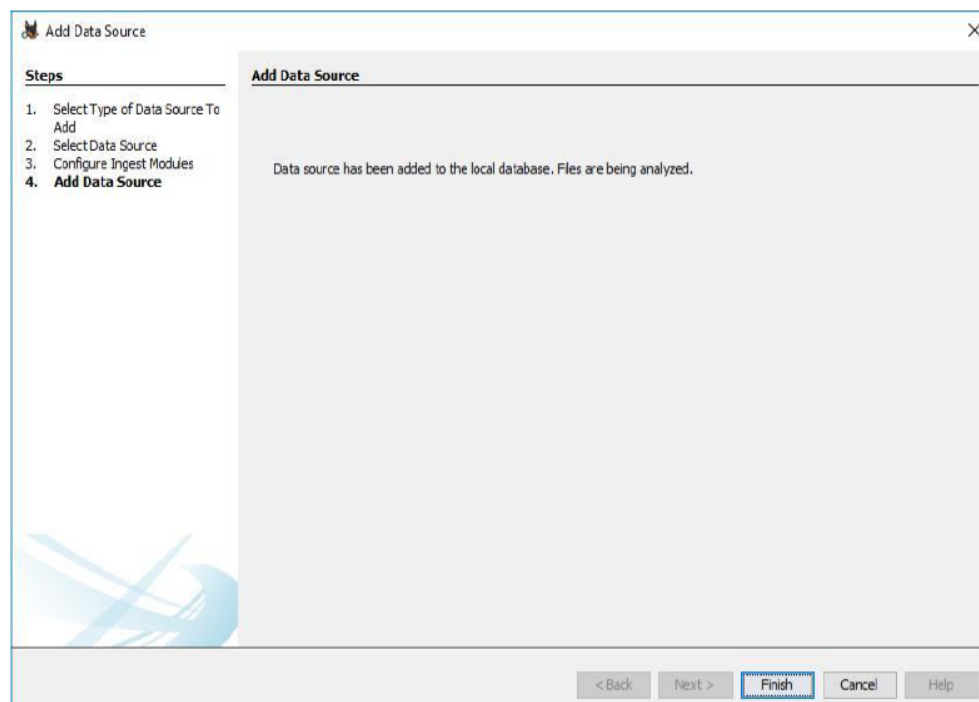 Add Data Source
Steps
1. Select Type of Data Source To
Add
2. Select Data Source
3. Configure Ingest Modules
4. Add Data Source
Add Data Source
Data source has been added to the local database. Files are being analyzed.
< Back Next > Finish Cancel Help